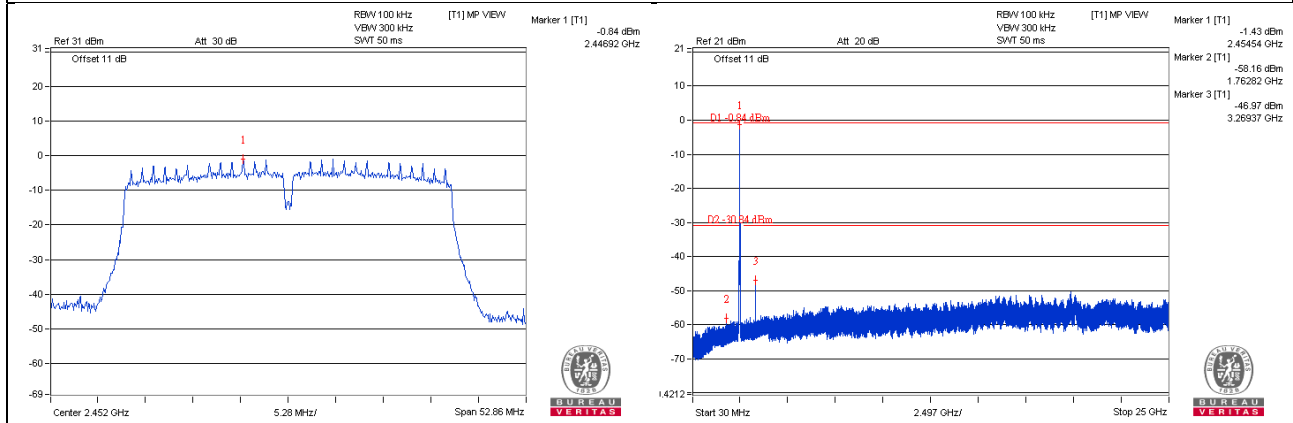 RBW 100 kHz
VBW 300 kHz
SWT 50 ms
[T1] MP VIEW
Ref 31 dBm
Att 30 dB
Marker 1 [T1]
-0.84 dBm
2.44692 GHz
Offset 11 dB
31
20
10
0
-10
-20
-30
-40
-50
-60
-69
1
Center 2.452 GHz
5.28 MHz/
Span 52.86 MHz
BUREAU VERITAS
1828
BUREAU
VERITAS
RBW 100 kHz
VBW 300 kHz
SWT 50 ms
[T1] MP VIEW
Ref 21 dBm
Att 20 dB
Marker 1 [T1]
-1.43 dBm
2.45454 GHz
Marker 2 [T1]
-58.16 dBm
1.76282 GHz
Marker 3 [T1]
-46.97 dBm
3.26937 GHz
Offset 11 dB
21
10
0
-10
-20
-30
-40
-50
-60
-70
1
D1 -0.84 dBm
D2 -30.84 dBm
2
3
Start 30 MHz
2.497 GHz/
Stop 25 GHz
BUREAU VERITAS
1828
BUREAU
VERITAS